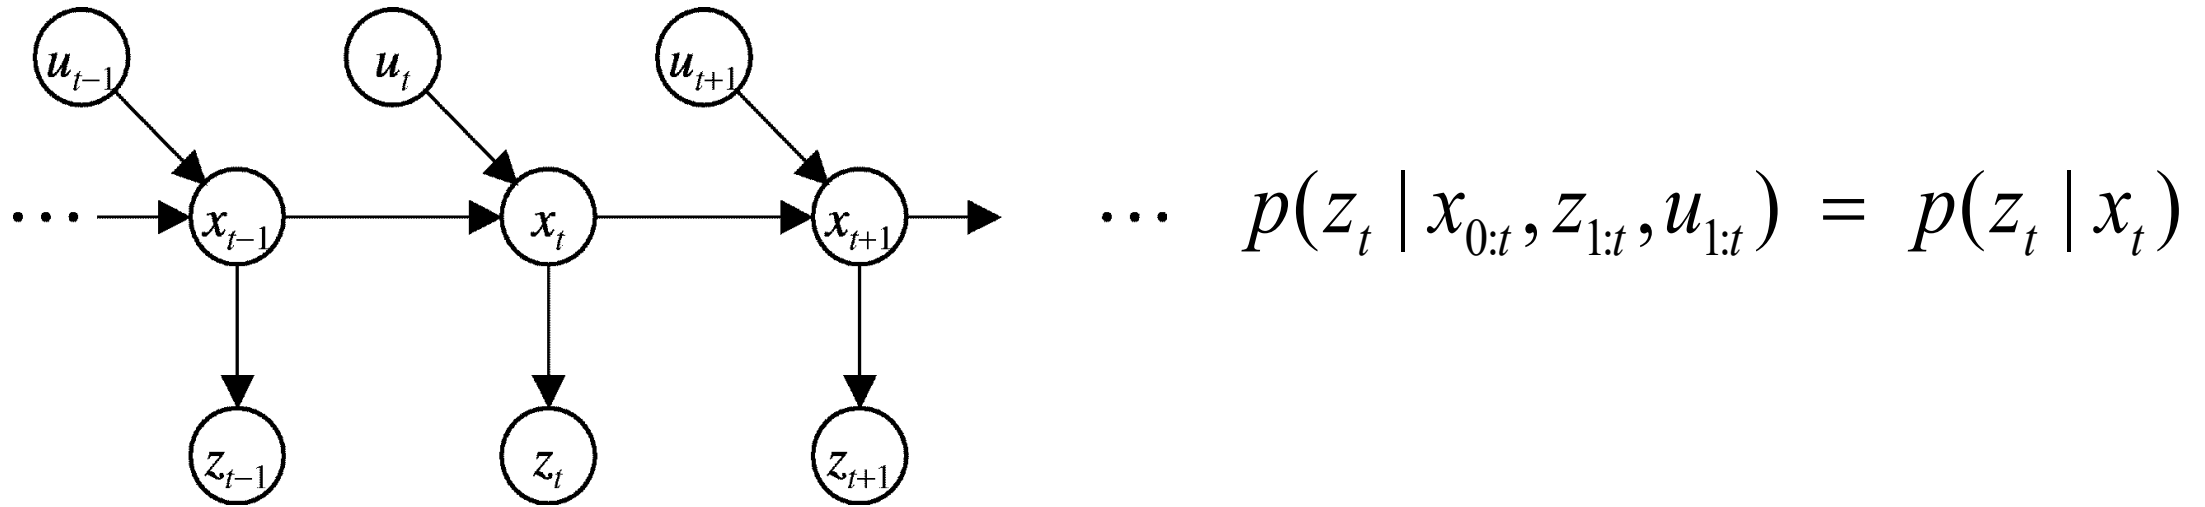 u_{t-1} u_t u_{t+1}
⋯ x_{t-1} x_t x_{t+1} ⋯ p(z_t | x_{0:t}, z_{1:t}, u_{1:t}) = p(z_t | x_t)
z_{t-1} z_t z_{t+1}